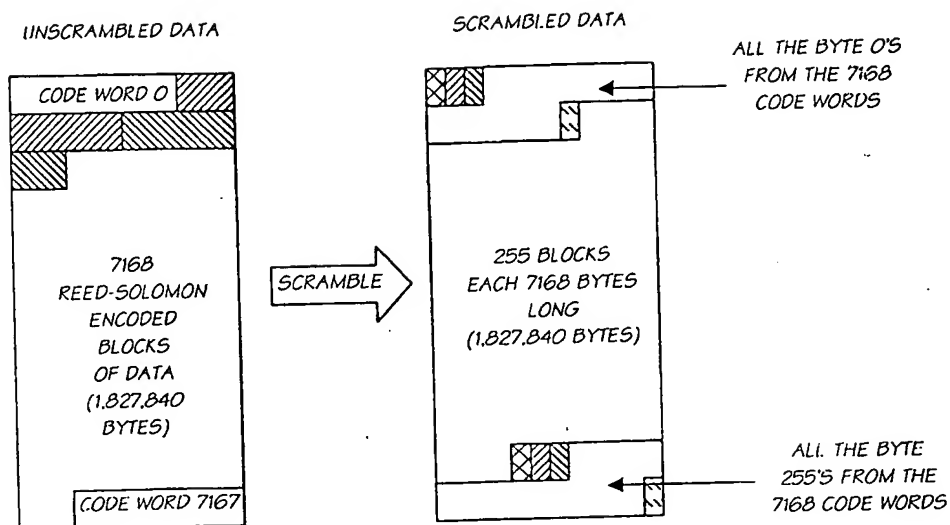 UNSCRAMBLED DATA
SCRAMBLED DATA
CODE WORD 0
ALL THE BYTE 0'S
FROM THE 7168
CODE WORDS
7168
REED-SOLOMON
ENCODED
BLOCKS
OF DATA
(1,827,840
BYTES)
SCRAMBLE
255 BLOCKS
EACH 7168 BYTES
LONG
(1,827,840 BYTES)
CODE WORD 7167
ALL THE BYTE
255'S FROM THE
7168 CODE WORDS